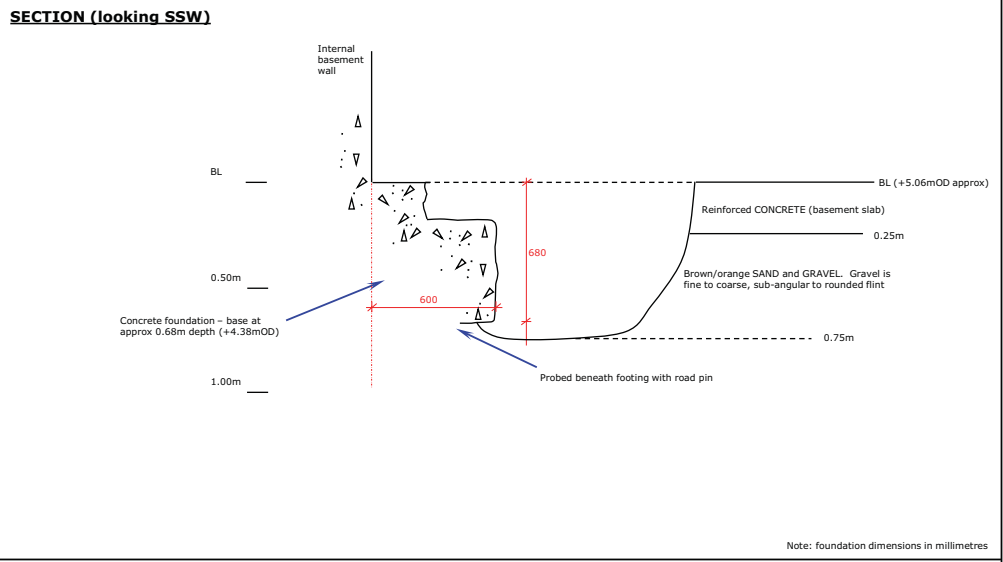 SECTION (looking SSW)
Internal
basement
wall
BL
BL (+5.06mOD approx)
Reinforced CONCRETE (basement slab)
0.25m
680
Brown/orange SAND and GRAVEL.  Gravel is
fine to coarse, sub-angular to rounded flint
0.50m
600
Concrete foundation – base at
approx 0.68m depth (+4.38mOD)
0.75m
1.00m
Probed beneath footing with road pin
Note: foundation dimensions in millimetres